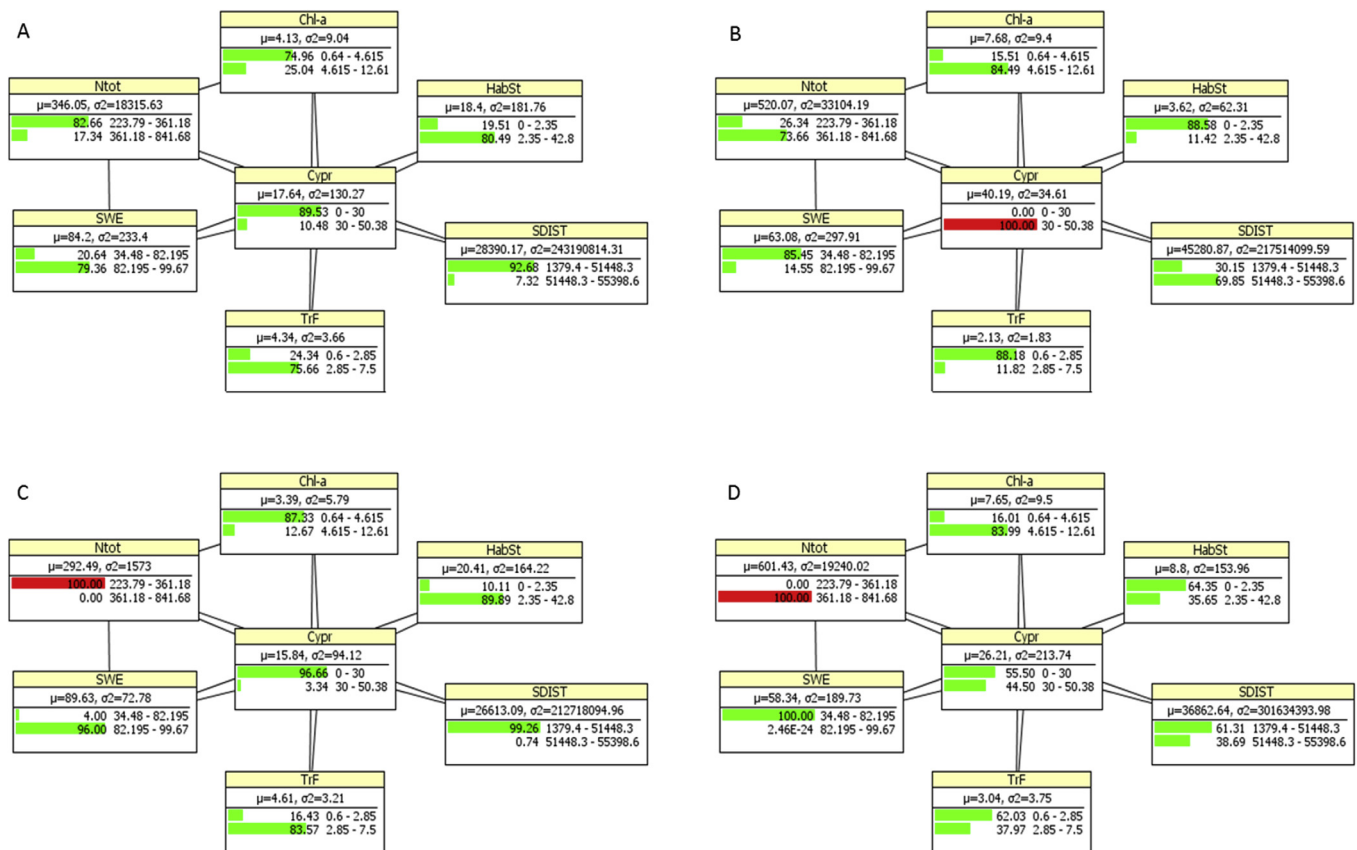 A
Chl-a
μ=4.13, σ2=9.04
74.96 0.64 - 4.615
25.04 4.615 - 12.61
Ntot
μ=346.05, σ2=18315.63
82.66 223.79 - 361.18
17.34 361.18 - 841.68
HabSt
μ=18.4, σ2=181.76
19.51 0 - 2.35
80.49 2.35 - 42.8
Cypr
μ=17.64, σ2=130.27
89.53 0 - 30
10.48 30 - 50.38
SWE
μ=84.2, σ2=233.4
20.64 34.48 - 82.195
79.36 82.195 - 99.67
SDIST
μ=28390.17, σ2=243190814.31
92.68 1379.4 - 51448.3
7.32 51448.3 - 55398.6
TrF
μ=4.34, σ2=3.66
24.34 0.6 - 2.85
75.66 2.85 - 7.5
B
Chl-a
μ=7.68, σ2=9.4
15.51 0.64 - 4.615
84.49 4.615 - 12.61
Ntot
μ=520.07, σ2=33104.19
26.34 223.79 - 361.18
73.66 361.18 - 841.68
HabSt
μ=3.62, σ2=62.31
88.58 0 - 2.35
11.42 2.35 - 42.8
Cypr
μ=40.19, σ2=34.61
0.00 0 - 30
100.00 30 - 50.38
SWE
μ=63.08, σ2=297.91
85.45 34.48 - 82.195
14.55 82.195 - 99.67
SDIST
μ=45280.87, σ2=217514099.59
30.15 1379.4 - 51448.3
69.85 51448.3 - 55398.6
TrF
μ=2.13, σ2=1.83
88.18 0.6 - 2.85
11.82 2.85 - 7.5
C
Chl-a
μ=3.39, σ2=5.79
87.33 0.64 - 4.615
12.67 4.615 - 12.61
Ntot
μ=292.49, σ2=1573
100.00 223.79 - 361.18
0.00 361.18 - 841.68
HabSt
μ=20.41, σ2=164.22
10.11 0 - 2.35
89.89 2.35 - 42.8
Cypr
μ=15.84, σ2=94.12
96.66 0 - 30
3.34 30 - 50.38
SWE
μ=89.63, σ2=72.78
4.00 34.48 - 82.195
96.00 82.195 - 99.67
SDIST
μ=26613.09, σ2=212718094.96
99.26 1379.4 - 51448.3
0.74 51448.3 - 55398.6
TrF
μ=4.61, σ2=3.21
16.43 0.6 - 2.85
83.57 2.85 - 7.5
D
Chl-a
μ=7.65, σ2=9.5
16.01 0.64 - 4.615
83.99 4.615 - 12.61
Ntot
μ=601.43, σ2=19240.02
0.00 223.79 - 361.18
100.00 361.18 - 841.68
HabSt
μ=8.8, σ2=153.96
64.35 0 - 2.35
35.65 2.35 - 42.8
Cypr
μ=26.21, σ2=213.74
55.50 0 - 30
44.50 30 - 50.38
SWE
μ=58.34, σ2=189.73
100.00 34.48 - 82.195
2.46E-24 82.195 - 99.67
SDIST
μ=36862.64, σ2=301634393.98
61.31 1379.4 - 51448.3
38.69 51448.3 - 55398.6
TrF
μ=3.04, σ2=3.75
62.03 0.6 - 2.85
37.97 2.85 - 7.5